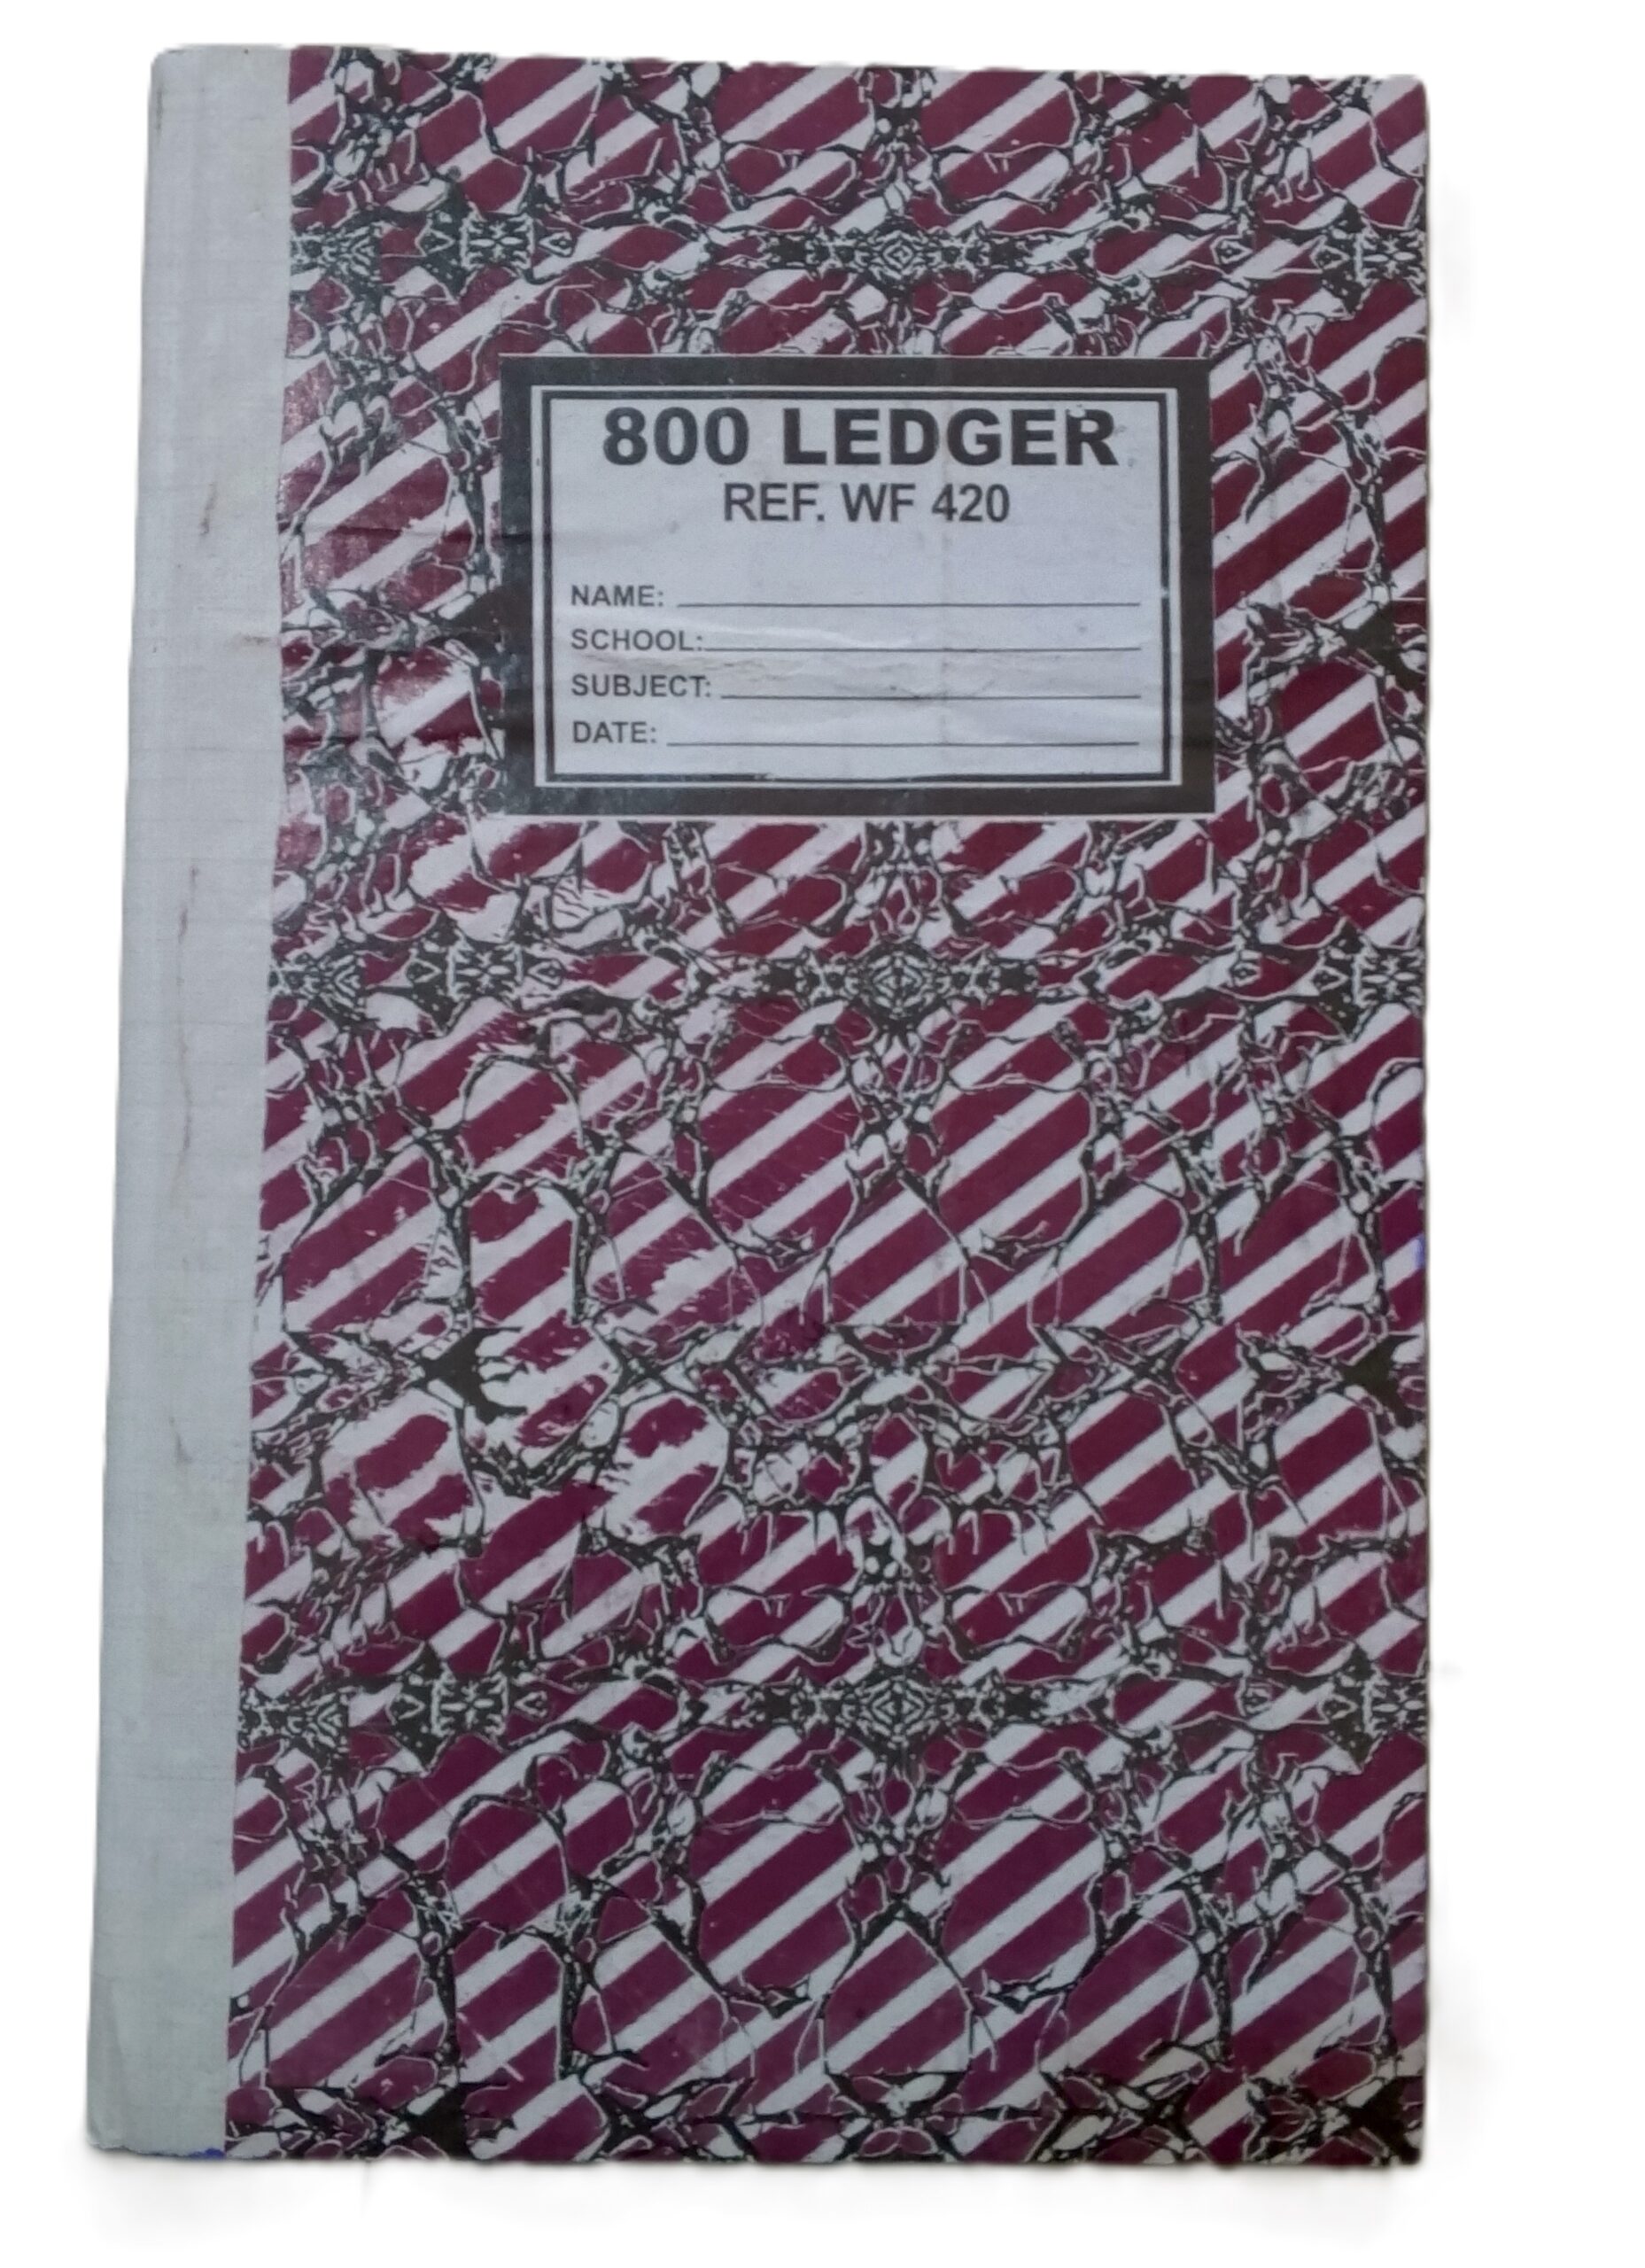 800 LEDGER
REF. WF 420
NAME:
SCHOOL:
SUBJECT:
DATE: